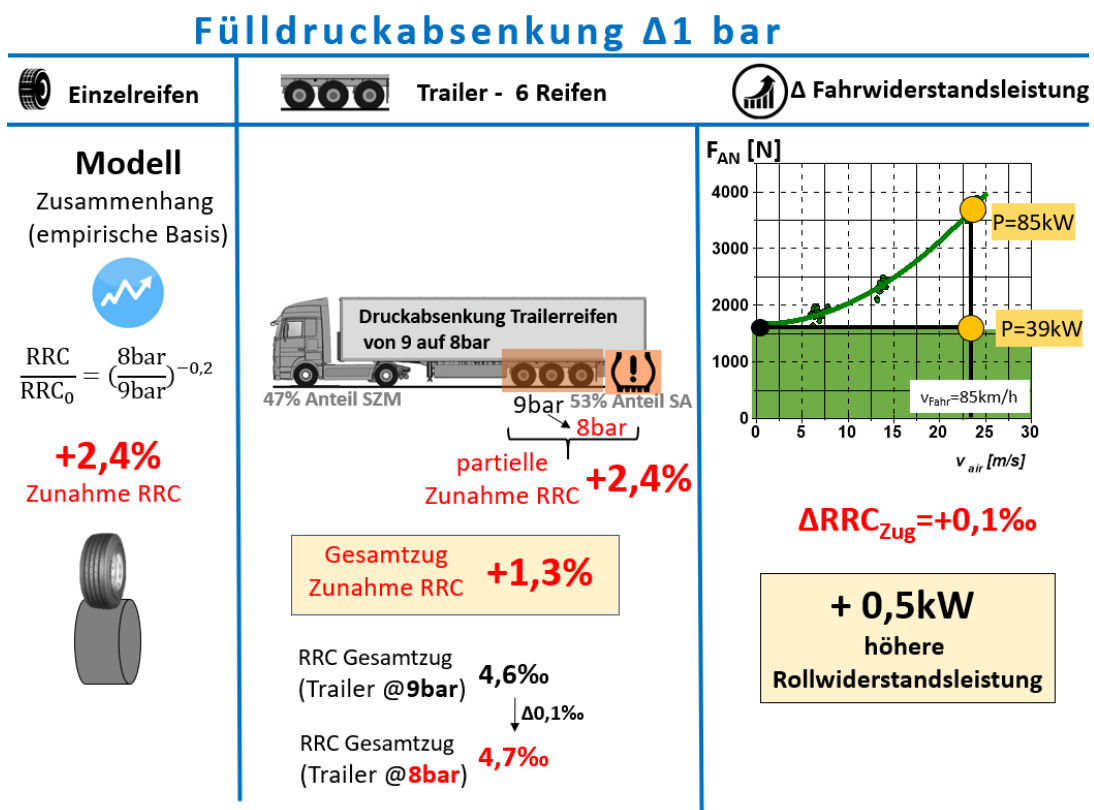 Fülldruckabsenkung Δ1 bar
Einzelreifen
Trailer - 6 Reifen
Δ Fahrwiderstandsleistung
Modell
Zusammenhang
(empirische Basis)
RRC/RRC₀ = (8bar/9bar)^−0,2
+2,4%
Zunahme RRC
Druckabsenkung Trailerreifen
von 9 auf 8bar
47% Anteil SZM
53% Anteil SA
9bar
8bar
partielle
Zunahme RRC
+2,4%
Gesamtzug
Zunahme RRC
+1,3%
RRC Gesamtzug
(Trailer @9bar)
4,6‰
Δ0,1‰
RRC Gesamtzug
(Trailer @8bar)
4,7‰
F_AN [N]
4000
3000
2000
1000
0
P=85kW
P=39kW
v_Fahr=85km/h
0 5 10 15 20 25 30
v_air [m/s]
ΔRRC_Zug=+0,1‰
+ 0,5kW
höhere
Rollwiderstandsleistung